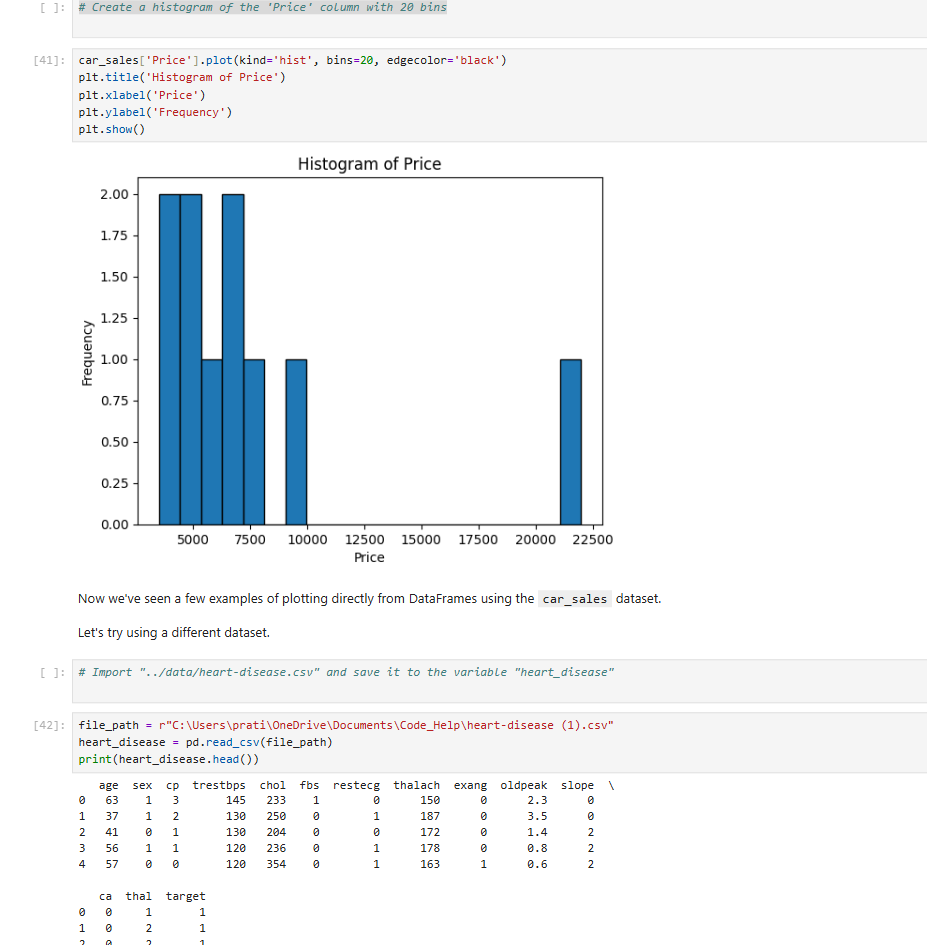 [ ]: # Create a histogram of the 'Price' column with 20 bins
[41]: car_sales['Price'].plot(kind='hist', bins=20, edgecolor='black')
plt.title('Histogram of Price')
plt.xlabel('Price')
plt.ylabel('Frequency')
plt.show()
Histogram of Price
2.00
1.75
1.50
1.25
1.00
0.75
0.50
0.25
0.00
Frequency
5000 7500 10000 12500 15000 17500 20000 22500
Price
Now we've seen a few examples of plotting directly from DataFrames using the car_sales dataset.
Let's try using a different dataset.
[ ]: # Import "../data/heart-disease.csv" and save it to the variable "heart_disease"
[42]: file_path = r"C:\Users\prati\OneDrive\Documents\Code_Help\heart-disease (1).csv"
heart_disease = pd.read_csv(file_path)
print(heart_disease.head())
age sex cp trestbps chol fbs restecg thalach exang oldpeak slope \
0 63 1 3 145 233 1 0 150 0 2.3 0
1 37 1 2 130 250 0 1 187 0 3.5 0
2 41 0 1 130 204 0 0 172 0 1.4 2
3 56 1 1 120 236 0 1 178 0 0.8 2
4 57 0 0 120 354 0 1 163 1 0.6 2
ca thal target
0 0 1 1
1 0 2 1
2 0 2 1